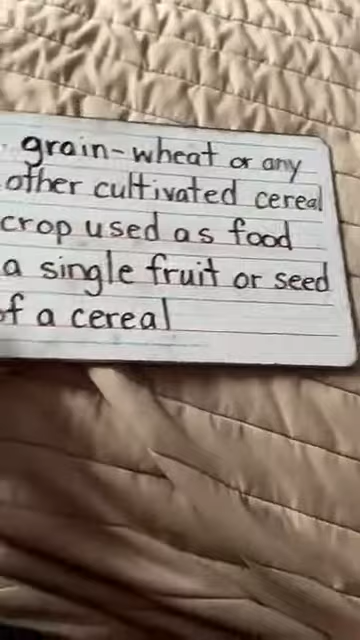 grain-wheat or any
other cultivated cereal
crop used as food
a single fruit or seed
of a cereal